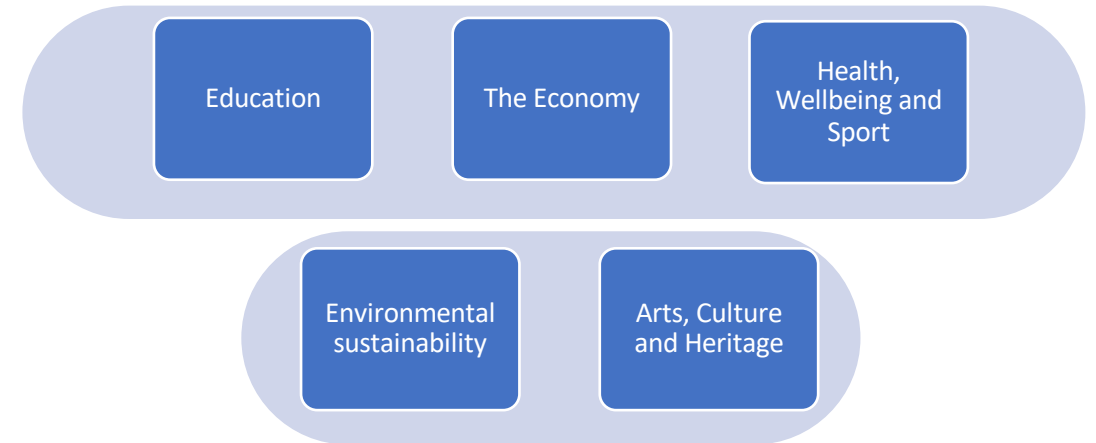 Education
The Economy
Health,
Wellbeing and
Sport
Environmental
sustainability
Arts, Culture
and Heritage